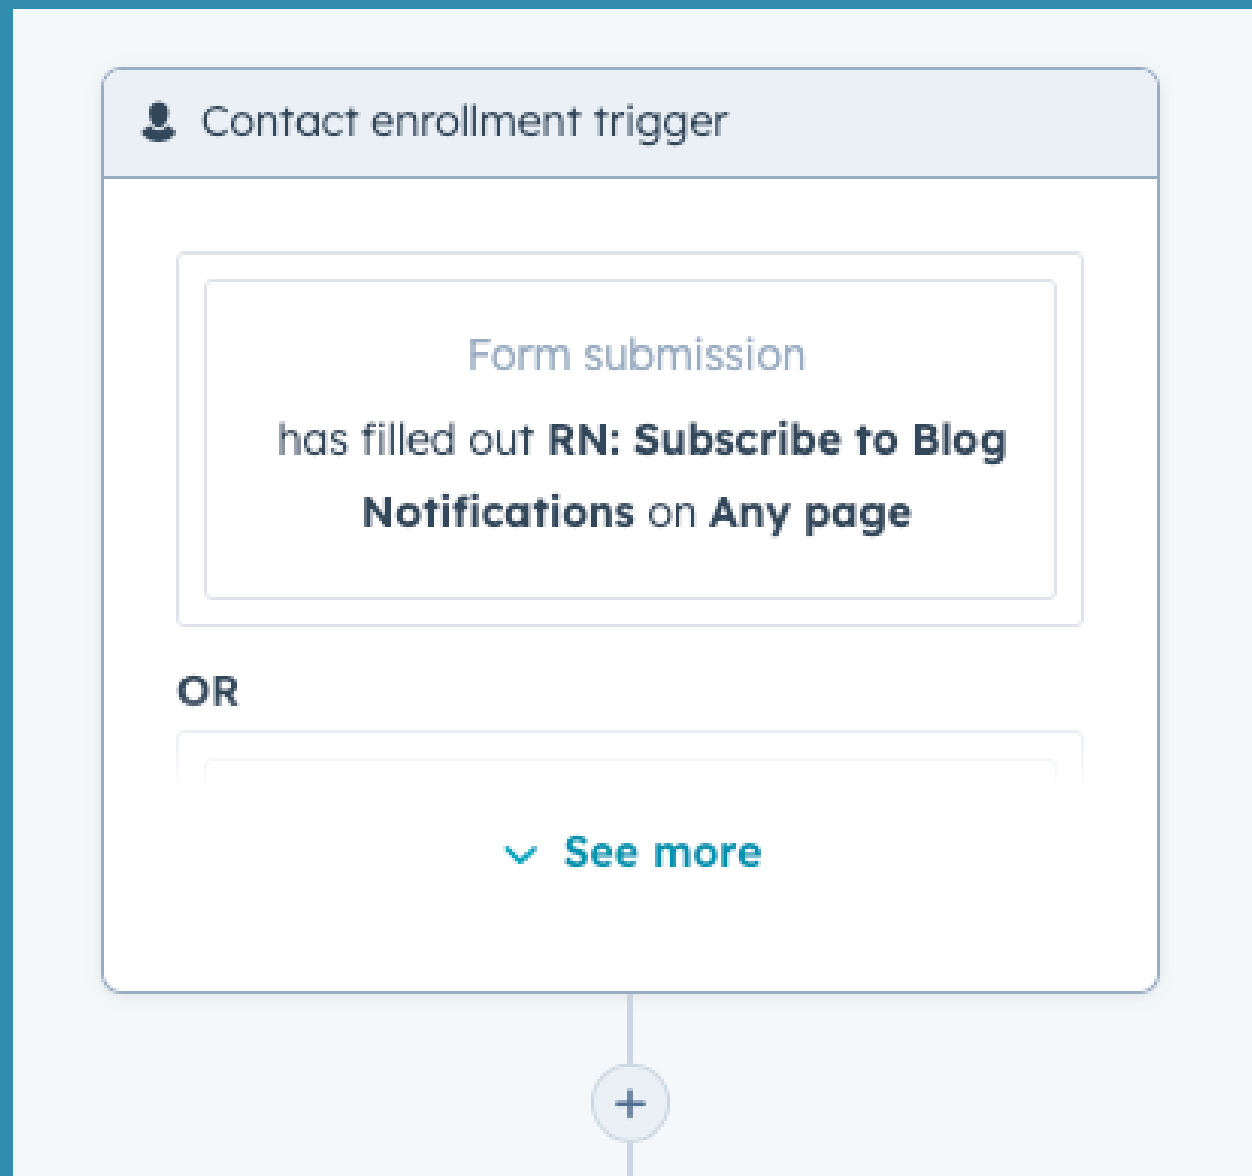 Contact enrollment trigger
Form submission
has filled out RN: Subscribe to Blog
Notifications on Any page
OR
See more